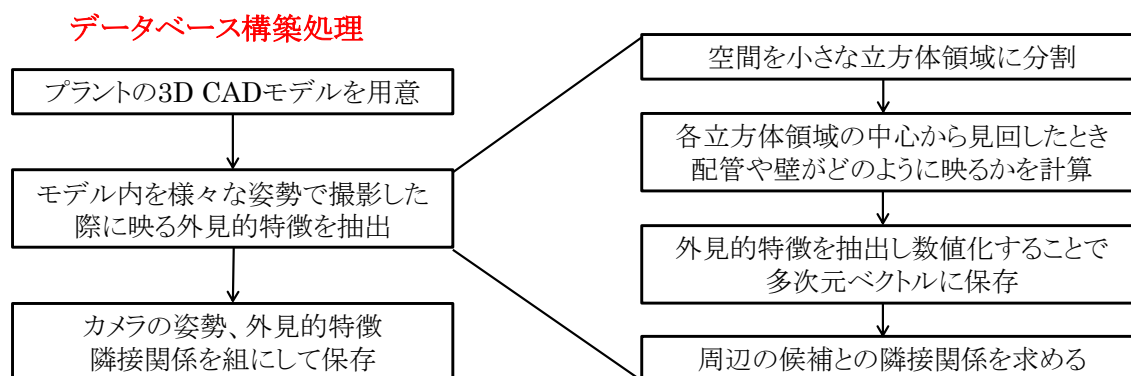 データベース構築処理
プラントの3D CADモデルを用意
モデル内を様々な姿勢で撮影した
際に映る外見的特徴を抽出
カメラの姿勢、外見的特徴
隣接関係を組にして保存
空間を小さな立方体領域に分割
各立方体領域の中心から見回したとき
配管や壁がどのように映るかを計算
外見的特徴を抽出し数値化することで
多次元ベクトルに保存
周辺の候補との隣接関係を求める